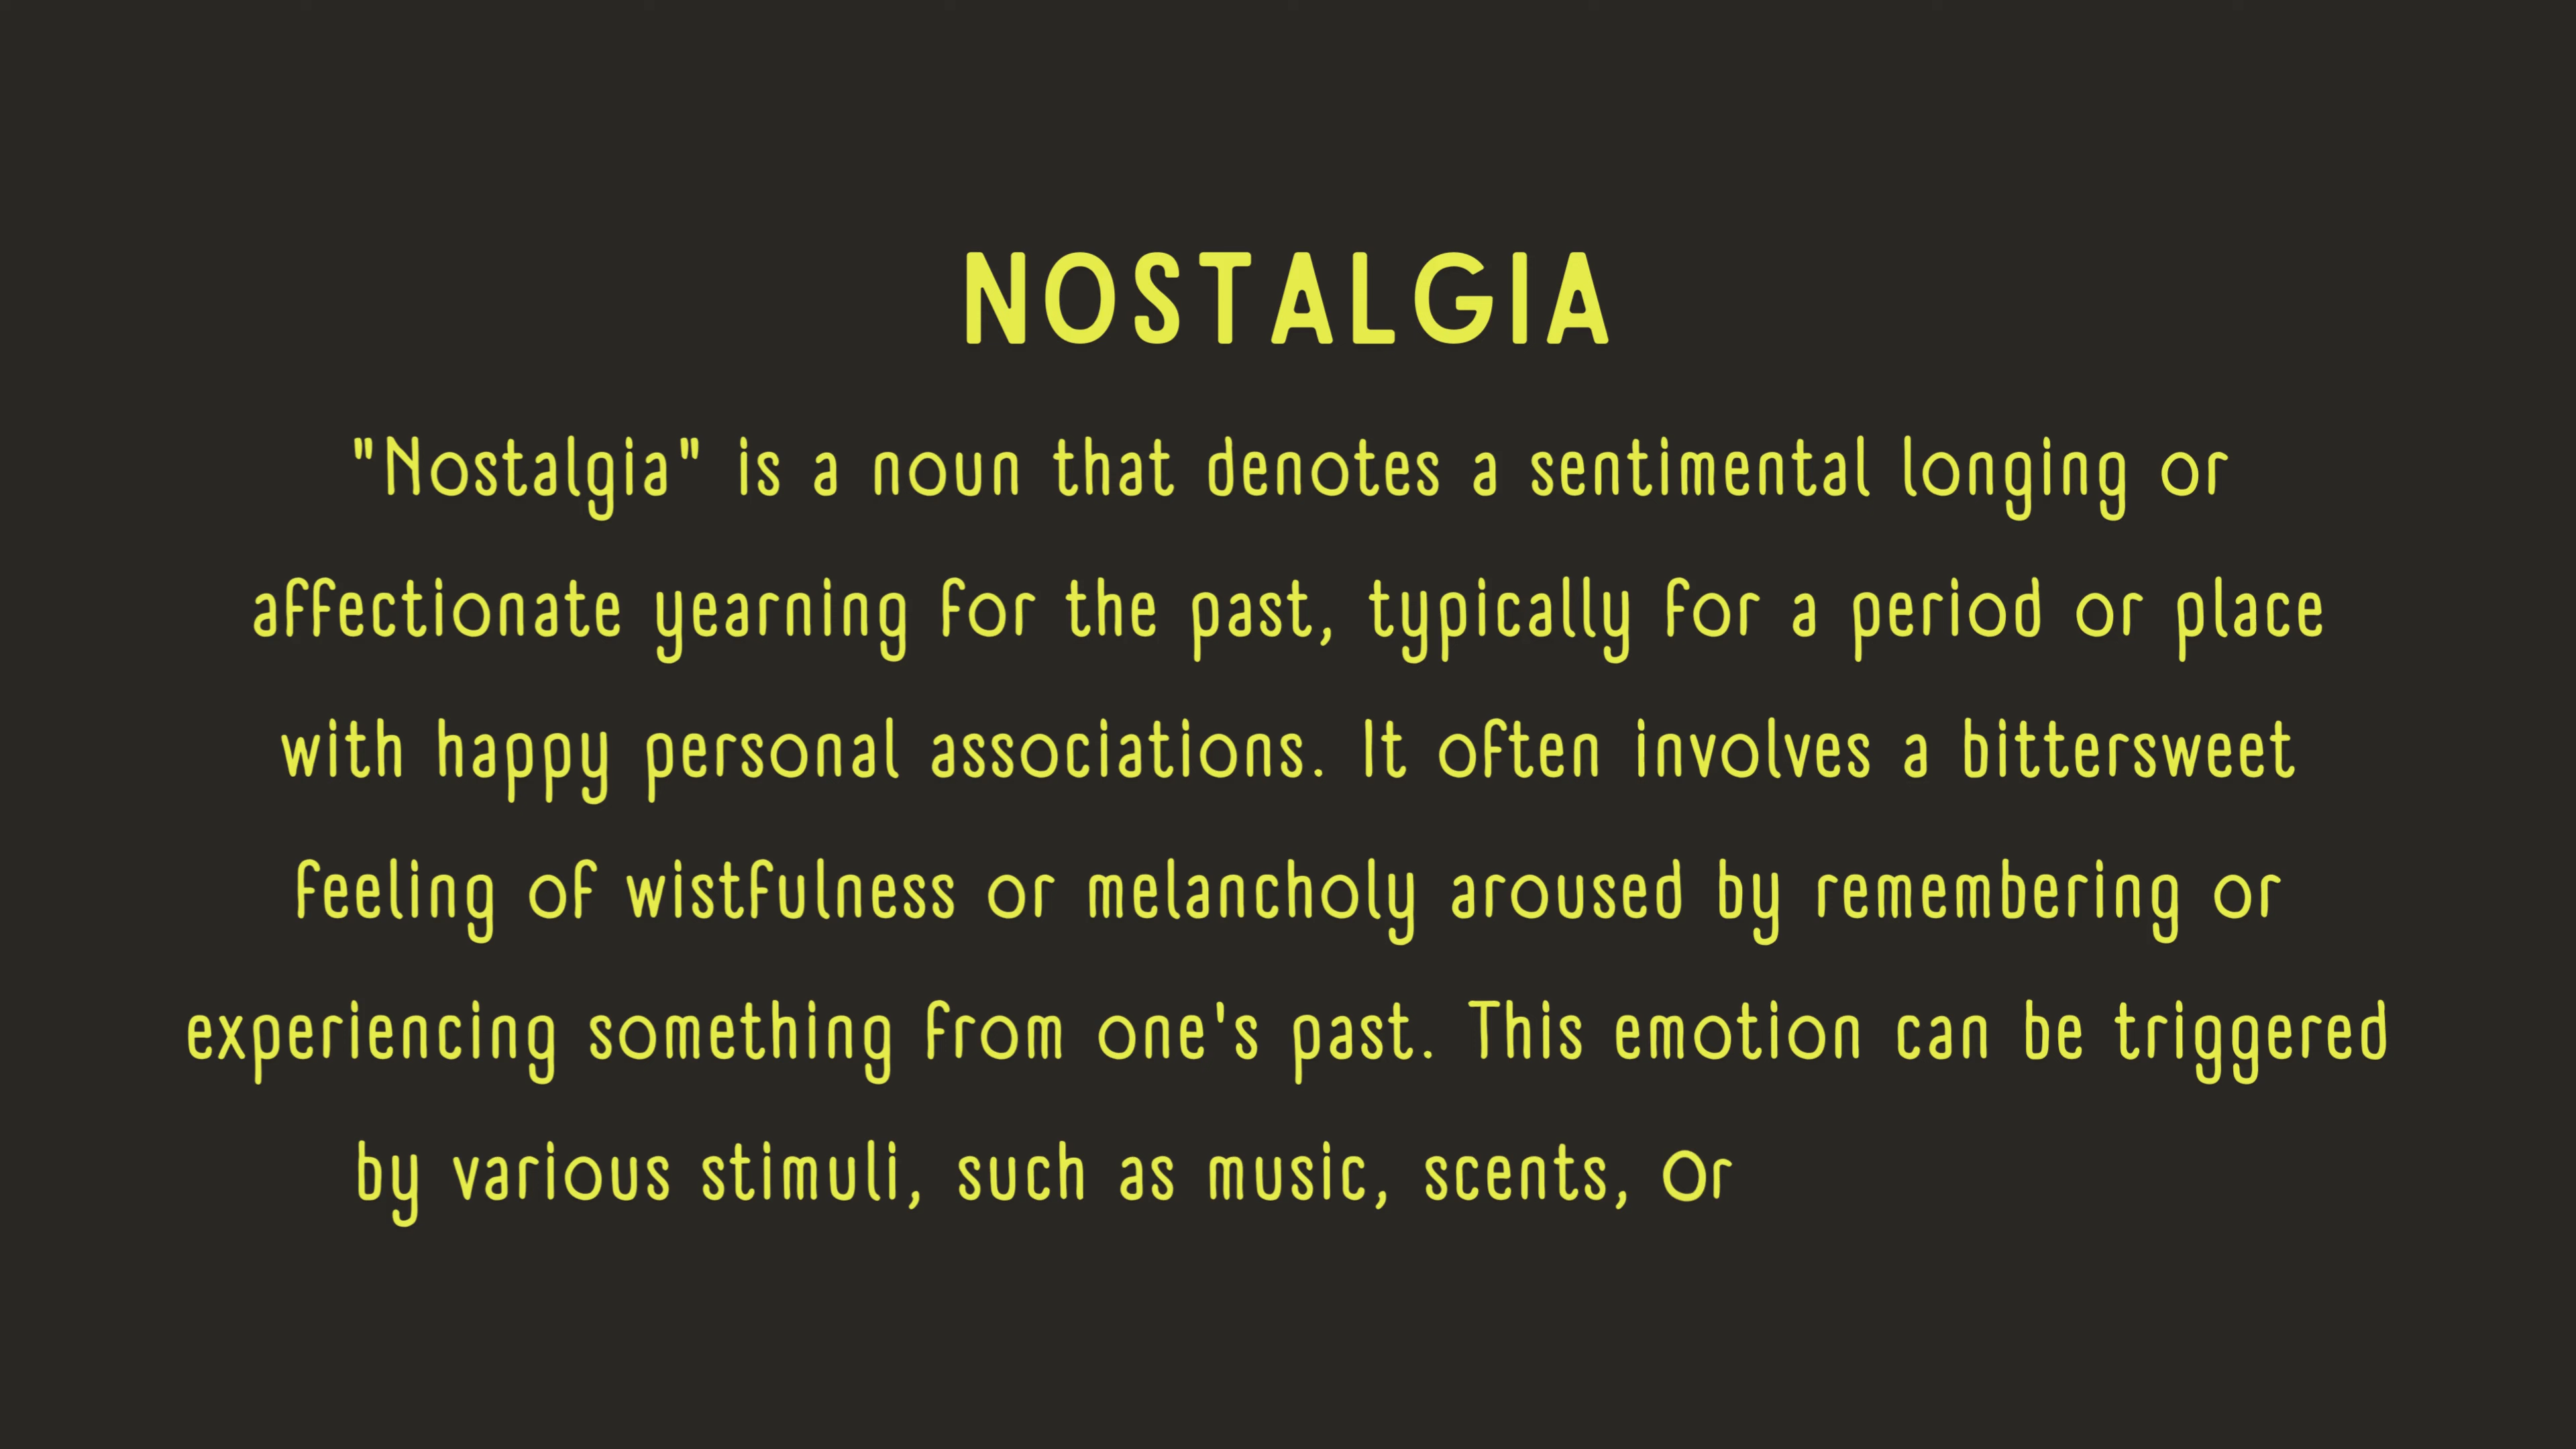 NOSTALGIA
"Nostalgia" is a noun that denotes a sentimental longing or
affectionate yearning for the past, typically for a period or place
with happy personal associations. It often involves a bittersweet
feeling of wistfulness or melancholy aroused by remembering or
experiencing something from one's past. This emotion can be triggered
by various stimuli, such as music, scents, or